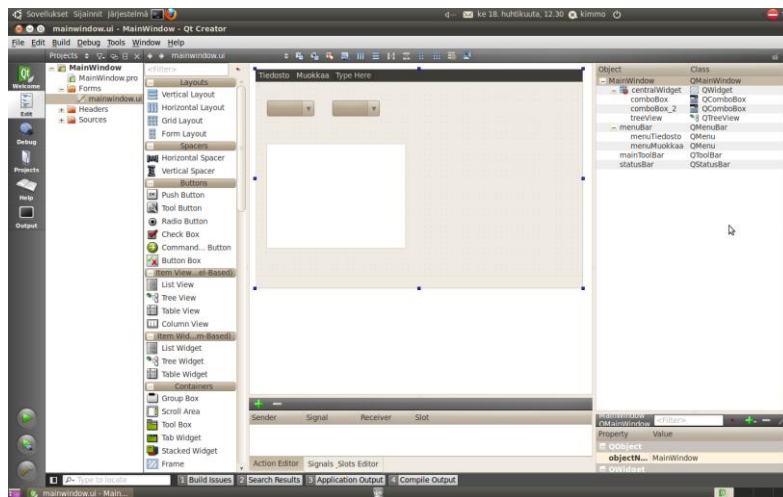 Sovellukset Sijainnit Järjestelmä
ke 18. huhtikuuta, 12.30 kimmo
mainwindow.ui - MainWindow - Qt Creator
File Edit Build Debug Tools Window Help
Projects
mainwindow.ui
Welcome
Edit
Debug
Projects
Help
Output
MainWindow
MainWindow.pro
Forms
mainwindow.ui
Headers
Sources
<Filter>
Layouts
Vertical Layout
Horizontal Layout
Grid Layout
Form Layout
Spacers
Horizontal Spacer
Vertical Spacer
Buttons
Push Button
Tool Button
Radio Button
Check Box
Command... Button
Button Box
Item View...el-Based)
List View
Tree View
Table View
Column View
Item Wid...m-Based)
List Widget
Tree Widget
Table Widget
Containers
Group Box
Scroll Area
Tool Box
Tab Widget
Stacked Widget
Frame
Tiedosto Muokkaa Type Here
Sender Signal Receiver Slot
Action Editor Signals_Slots Editor
Object Class
MainWindow QMainWindow
centralWidget QWidget
comboBox QComboBox
comboBox_2 QComboBox
treeView QTreeView
menuBar QMenuBar
menuTiedosto QMenu
menuMuokkaa QMenu
mainToolBar QToolBar
statusBar QStatusBar
MainWindow
QMainWindow
<Filter>
Property Value
QObject
objectN... MainWindow
QWidget
Type to locate
1 Build Issues 2 Search Results 3 Application Output 4 Compile Output
mainwindow.ui - Main...